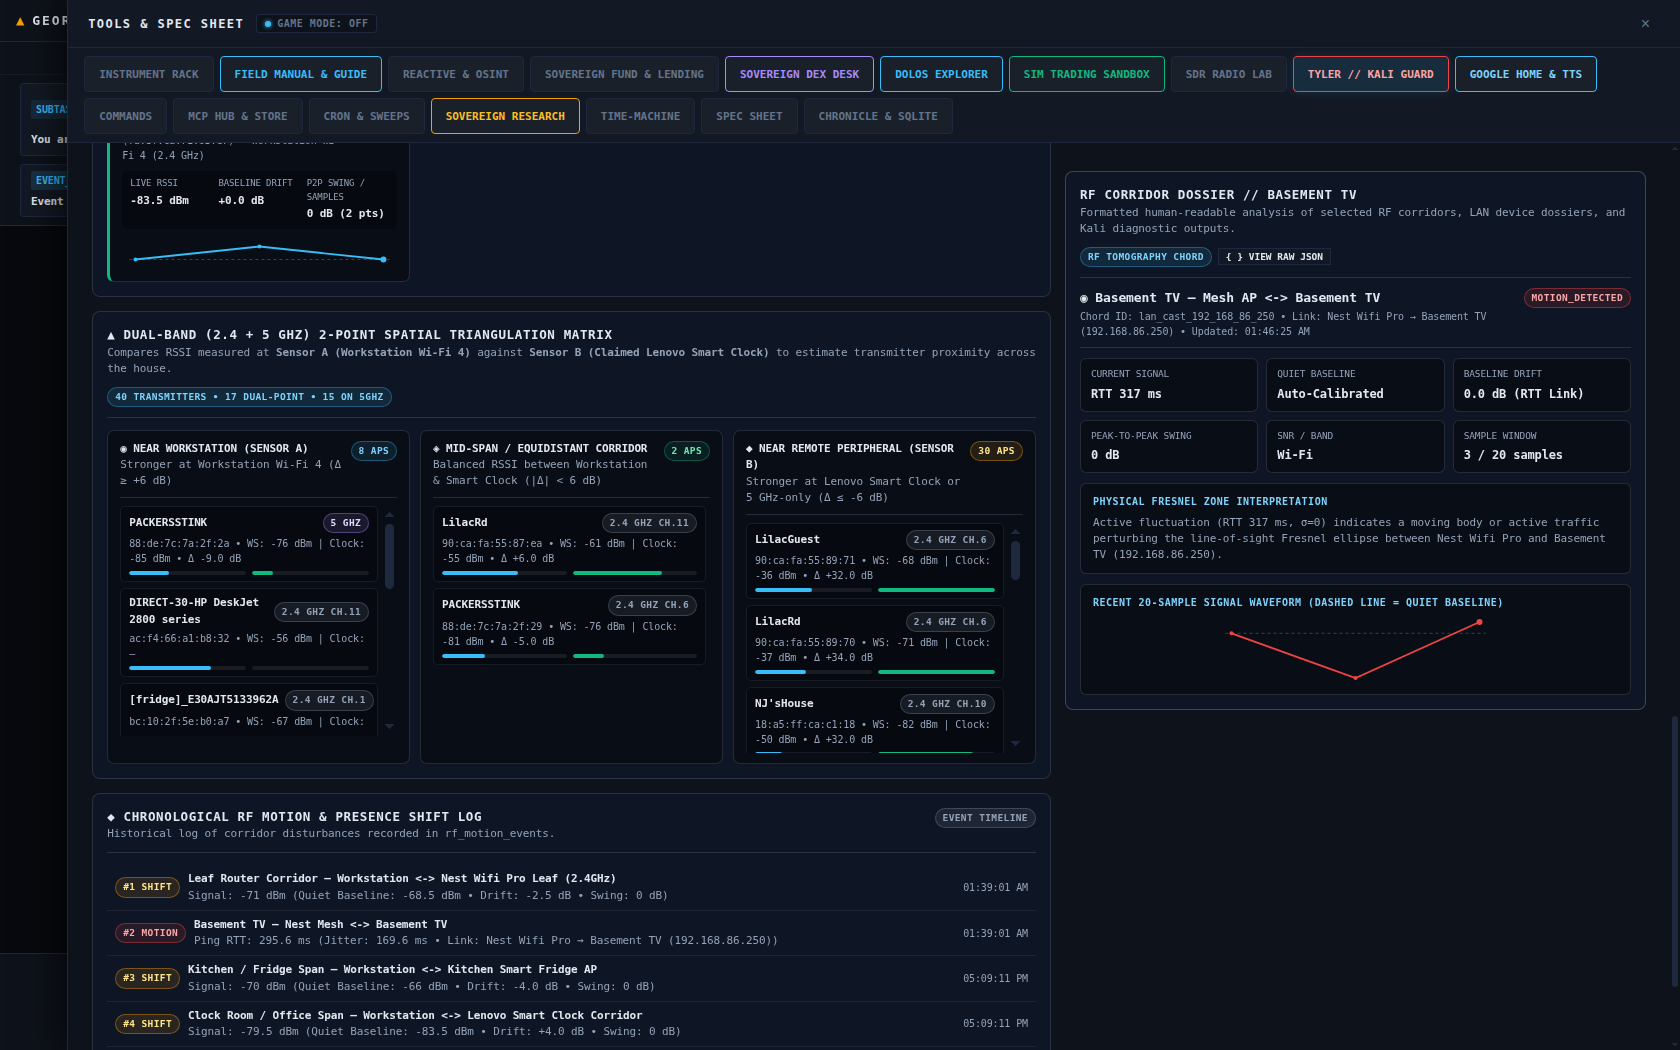 ▲ GEOR
TOOLS & SPEC SHEET
GAME MODE: OFF
×
INSTRUMENT RACK
FIELD MANUAL & GUIDE
REACTIVE & OSINT
SOVEREIGN FUND & LENDING
SOVEREIGN DEX DESK
DOLOS EXPLORER
SIM TRADING SANDBOX
SDR RADIO LAB
TYLER // KALI GUARD
GOOGLE HOME & TTS
COMMANDS
MCP HUB & STORE
CRON & SWEEPS
SOVEREIGN RESEARCH
TIME-MACHINE
SPEC SHEET
CHRONICLE & SQLITE
SUBTAS
You ar
EVENT_
Event
Fi 4 (2.4 GHz)
LIVE RSSI
-83.5 dBm
BASELINE DRIFT
+0.0 dB
P2P SWING /
SAMPLES
0 dB (2 pts)
▲ DUAL-BAND (2.4 + 5 GHZ) 2-POINT SPATIAL TRIANGULATION MATRIX
Compares RSSI measured at Sensor A (Workstation Wi-Fi 4) against Sensor B (Claimed Lenovo Smart Clock) to estimate transmitter proximity across
the house.
40 TRANSMITTERS • 17 DUAL-POINT • 15 ON 5GHZ
◉ NEAR WORKSTATION (SENSOR A)
8 APS
Stronger at Workstation Wi-Fi 4 (Δ
≥ +6 dB)
PACKERSSTINK
5 GHZ
88:de:7c:7a:2f:2a • WS: -76 dBm | Clock:
-85 dBm • Δ -9.0 dB
DIRECT-30-HP DeskJet
2800 series
2.4 GHZ CH.11
ac:f4:66:a1:b8:32 • WS: -56 dBm | Clock:
—
[fridge]_E30AJT5133962A
2.4 GHZ CH.1
bc:10:2f:5e:b0:a7 • WS: -67 dBm | Clock:
◈ MID-SPAN / EQUIDISTANT CORRIDOR
2 APS
Balanced RSSI between Workstation
& Smart Clock (|Δ| < 6 dB)
LilacRd
2.4 GHZ CH.11
90:ca:fa:55:87:ea • WS: -61 dBm | Clock:
-55 dBm • Δ +6.0 dB
PACKERSSTINK
2.4 GHZ CH.6
88:de:7c:7a:2f:29 • WS: -76 dBm | Clock:
-81 dBm • Δ -5.0 dB
◆ NEAR REMOTE PERIPHERAL (SENSOR
B)
30 APS
Stronger at Lenovo Smart Clock or
5 GHz-only (Δ ≤ -6 dB)
LilacGuest
2.4 GHZ CH.6
90:ca:fa:55:89:71 • WS: -68 dBm | Clock:
-36 dBm • Δ +32.0 dB
LilacRd
2.4 GHZ CH.6
90:ca:fa:55:89:70 • WS: -71 dBm | Clock:
-37 dBm • Δ +34.0 dB
NJ'sHouse
2.4 GHZ CH.10
18:a5:ff:ca:c1:18 • WS: -82 dBm | Clock:
-50 dBm • Δ +32.0 dB
◆ CHRONOLOGICAL RF MOTION & PRESENCE SHIFT LOG
Historical log of corridor disturbances recorded in rf_motion_events.
EVENT TIMELINE
#1 SHIFT
Leaf Router Corridor — Workstation <-> Nest Wifi Pro Leaf (2.4GHz)
Signal: -71 dBm (Quiet Baseline: -68.5 dBm • Drift: -2.5 dB • Swing: 0 dB)
01:39:01 AM
#2 MOTION
Basement TV — Nest Mesh <-> Basement TV
Ping RTT: 295.6 ms (Jitter: 169.6 ms • Link: Nest Wifi Pro → Basement TV (192.168.86.250))
01:39:01 AM
#3 SHIFT
Kitchen / Fridge Span — Workstation <-> Kitchen Smart Fridge AP
Signal: -70 dBm (Quiet Baseline: -66 dBm • Drift: -4.0 dB • Swing: 0 dB)
05:09:11 PM
#4 SHIFT
Clock Room / Office Span — Workstation <-> Lenovo Smart Clock Corridor
Signal: -79.5 dBm (Quiet Baseline: -83.5 dBm • Drift: +4.0 dB • Swing: 0 dB)
05:09:11 PM
RF CORRIDOR DOSSIER // BASEMENT TV
Formatted human-readable analysis of selected RF corridors, LAN device dossiers, and
Kali diagnostic outputs.
RF TOMOGRAPHY CHORD
{ } VIEW RAW JSON
◉ Basement TV — Mesh AP <-> Basement TV
MOTION_DETECTED
Chord ID: lan_cast_192_168_86_250 • Link: Nest Wifi Pro → Basement TV
(192.168.86.250) • Updated: 01:46:25 AM
CURRENT SIGNAL
RTT 317 ms
QUIET BASELINE
Auto-Calibrated
BASELINE DRIFT
0.0 dB (RTT Link)
PEAK-TO-PEAK SWING
0 dB
SNR / BAND
Wi-Fi
SAMPLE WINDOW
3 / 20 samples
PHYSICAL FRESNEL ZONE INTERPRETATION
Active fluctuation (RTT 317 ms, σ=0) indicates a moving body or active traffic
perturbing the line-of-sight Fresnel ellipse between Nest Wifi Pro and Basement
TV (192.168.86.250).
RECENT 20-SAMPLE SIGNAL WAVEFORM (DASHED LINE = QUIET BASELINE)